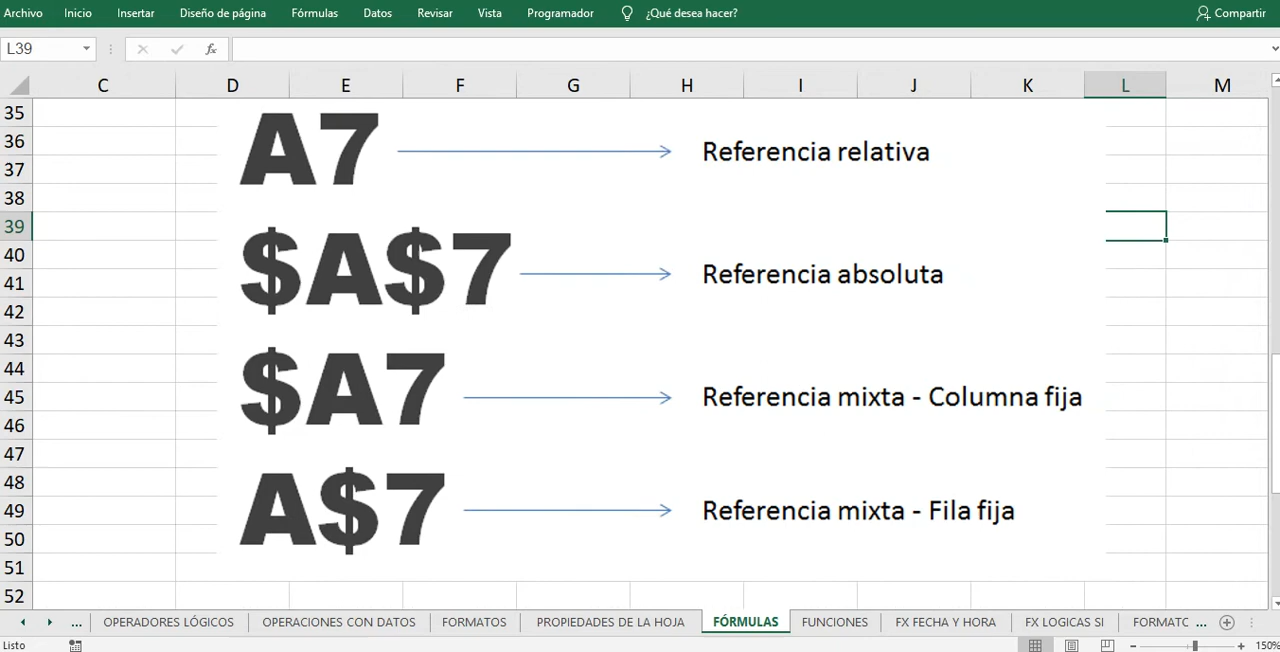 Archivo Inicio Insertar Diseño de página Fórmulas Datos Revisar Vista Programador ¿Qué desea hacer? Compartir
L39 fx
C D E F G H I J K L M
35
36
37
38
39
40
41
42
43
44
45
46
47
48
49
50
51
52
A7 Referencia relativa
$A$7 Referencia absoluta
$A7 Referencia mixta - Columna fija
A$7 Referencia mixta - Fila fija
... OPERADORES LÓGICOS OPERACIONES CON DATOS FORMATOS PROPIEDADES DE LA HOJA FÓRMULAS FUNCIONES FX FECHA Y HORA FX LOGICAS SI FORMATC ...
Listo 150%